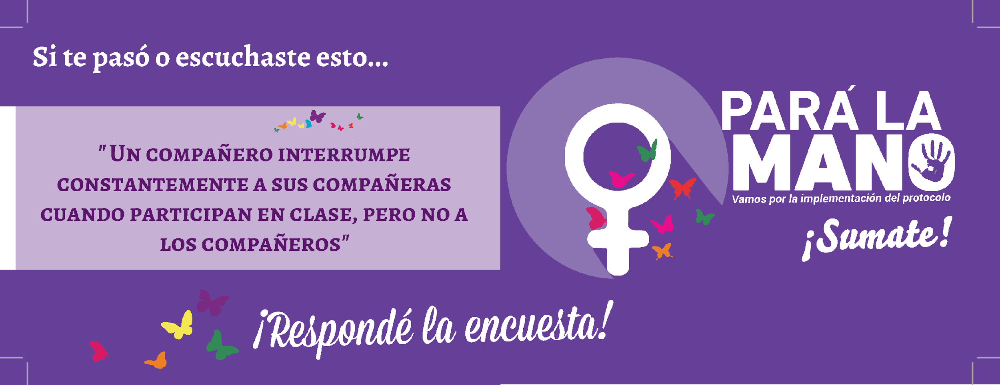 Si te pasó o escuchaste esto...
"Un compañero interrumpe
constantemente a sus compañeras
cuando participan en clase, pero no a
los compañeros"
PARÁ LA
MANO
Vamos por la implementación del protocolo
¡Sumate!
¡Respondé la encuesta!